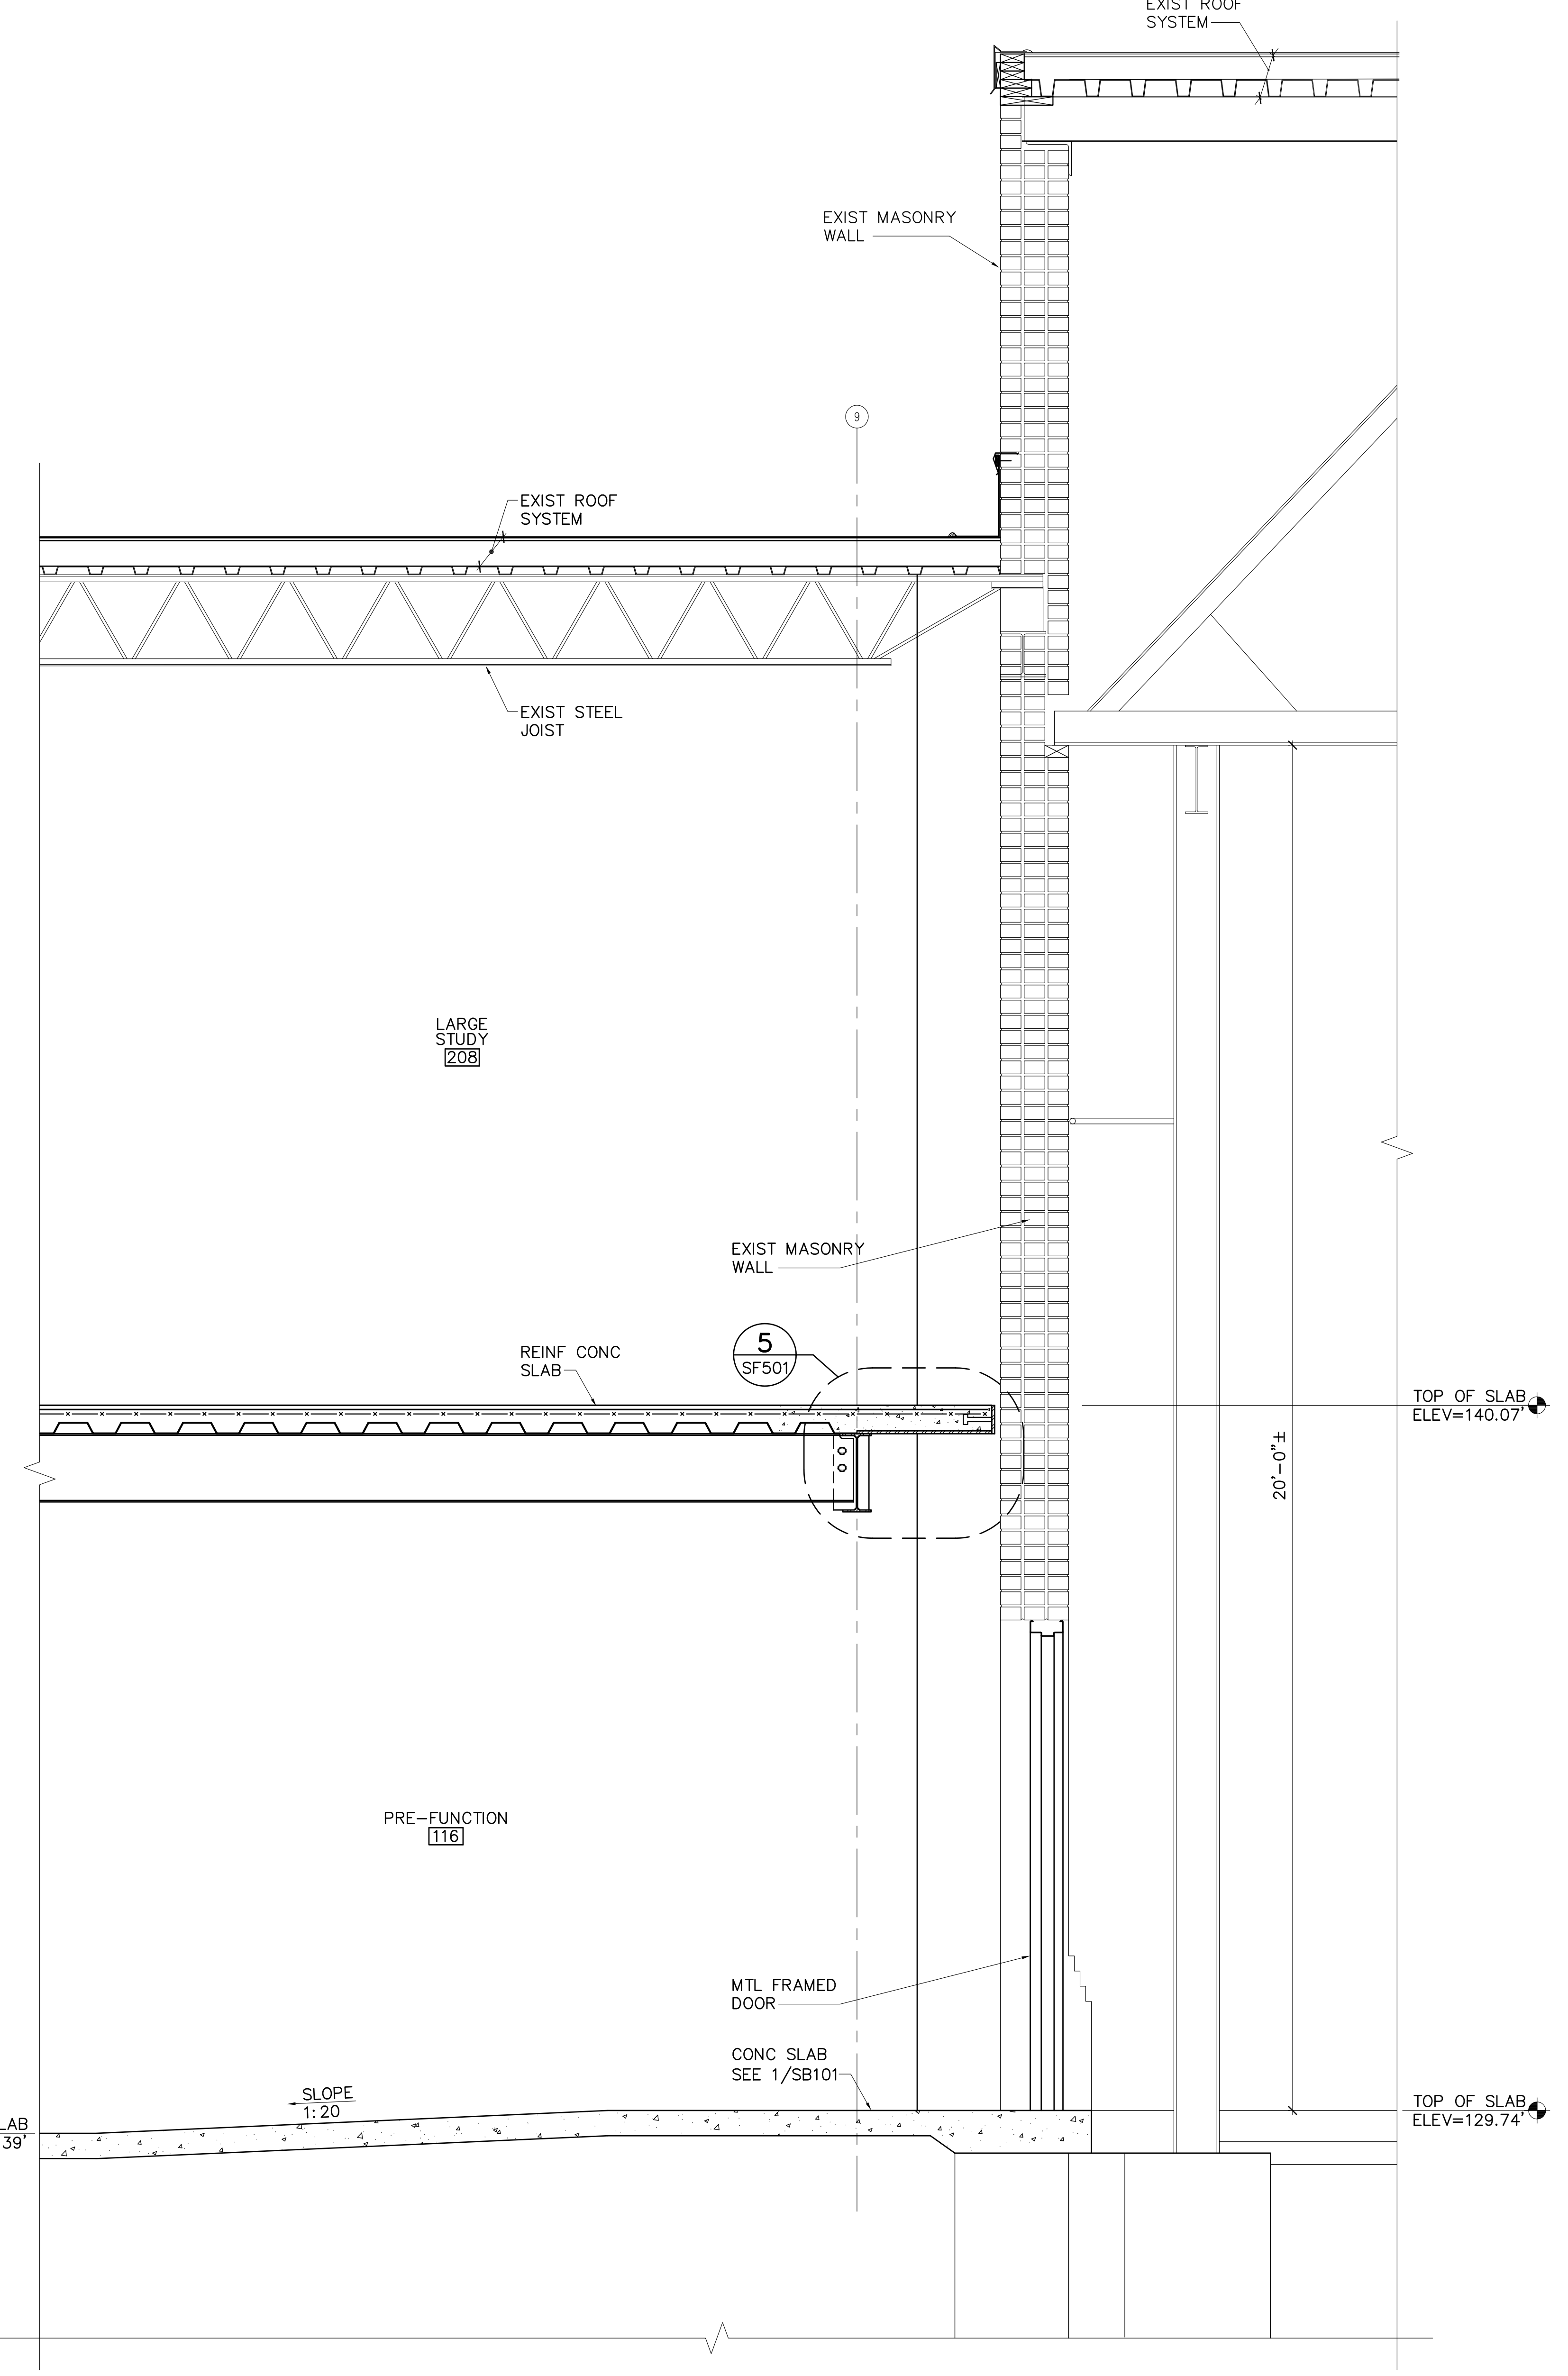 EXIST ROOF
SYSTEM
EXIST MASONRY
WALL
9
EXIST ROOF
SYSTEM
EXIST STEEL
JOIST
LARGE
STUDY
208
EXIST MASONRY
WALL
5
SF501
REINF CONC
SLAB
TOP OF SLAB
ELEV=140.07'
20'-0"±
PRE-FUNCTION
116
MTL FRAMED
DOOR
CONC SLAB
SEE 1/SB101
SLOPE
1:20
TOP OF SLAB
ELEV=129.74'
LAB
39'